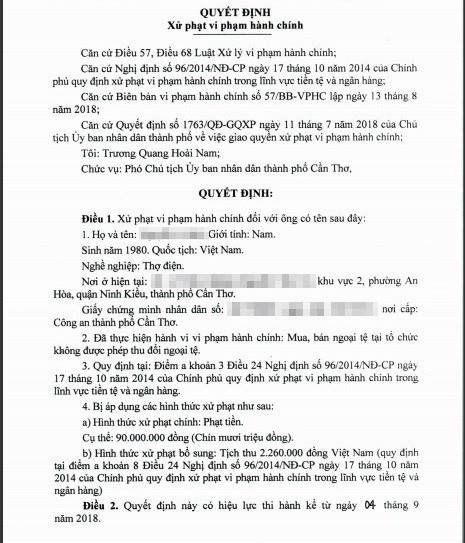 QUYẾT ĐỊNH
Xử phạt vi phạm hành chính
Căn cứ Điều 57, Điều 68 Luật Xử lý vi phạm hành chính;
Căn cứ Nghị định số 96/2014/NĐ-CP ngày 17 tháng 10 năm 2014 của Chính
phủ quy định xử phạt vi phạm hành chính trong lĩnh vực tiền tệ và ngân hàng;
Căn cứ Biên bản vi phạm hành chính số 57/BB-VPHC lập ngày 13 tháng 8
năm 2018;
Căn cứ Quyết định số 1763/QĐ-GQXP ngày 11 tháng 7 năm 2018 của Chủ
tịch Ủy ban nhân dân thành phố về việc giao quyền xử phạt vi phạm hành chính;
Tôi: Trương Quang Hoài Nam;
Chức vụ: Phó Chủ tịch Ủy ban nhân dân thành phố Cần Thơ,
QUYẾT ĐỊNH:
Điều 1. Xử phạt vi phạm hành chính đối với ông có tên sau đây:
1. Họ và tên: Giới tính: Nam.
Sinh năm 1980. Quốc tịch: Việt Nam.
Nghề nghiệp: Thợ điện.
Nơi ở hiện tại: khu vực 2, phường An
Hòa, quận Ninh Kiều, thành phố Cần Thơ.
Giấy chứng minh nhân dân số: nơi cấp:
Công an thành phố Cần Thơ.
2. Đã thực hiện hành vi vi phạm hành chính: Mua, bán ngoại tệ tại tổ chức
không được phép thu đổi ngoại tệ.
3. Quy định tại: Điểm a khoản 3 Điều 24 Nghị định số 96/2014/NĐ-CP ngày
17 tháng 10 năm 2014 của Chính phủ quy định xử phạt vi phạm hành chính trong
lĩnh vực tiền tệ và ngân hàng.
4. Bị áp dụng các hình thức xử phạt như sau:
a) Hình thức xử phạt chính: Phạt tiền.
Cụ thể: 90.000.000 đồng (Chín mươi triệu đồng).
b) Hình thức xử phạt bổ sung: Tịch thu 2.260.000 đồng Việt Nam (quy định
tại điểm a khoản 8 Điều 24 Nghị định số 96/2014/NĐ-CP ngày 17 tháng 10 năm
2014 của Chính phủ quy định xử phạt vi phạm hành chính trong lĩnh vực tiền tệ và
ngân hàng)
Điều 2. Quyết định này có hiệu lực thi hành kể từ ngày 04 tháng 9
năm 2018.